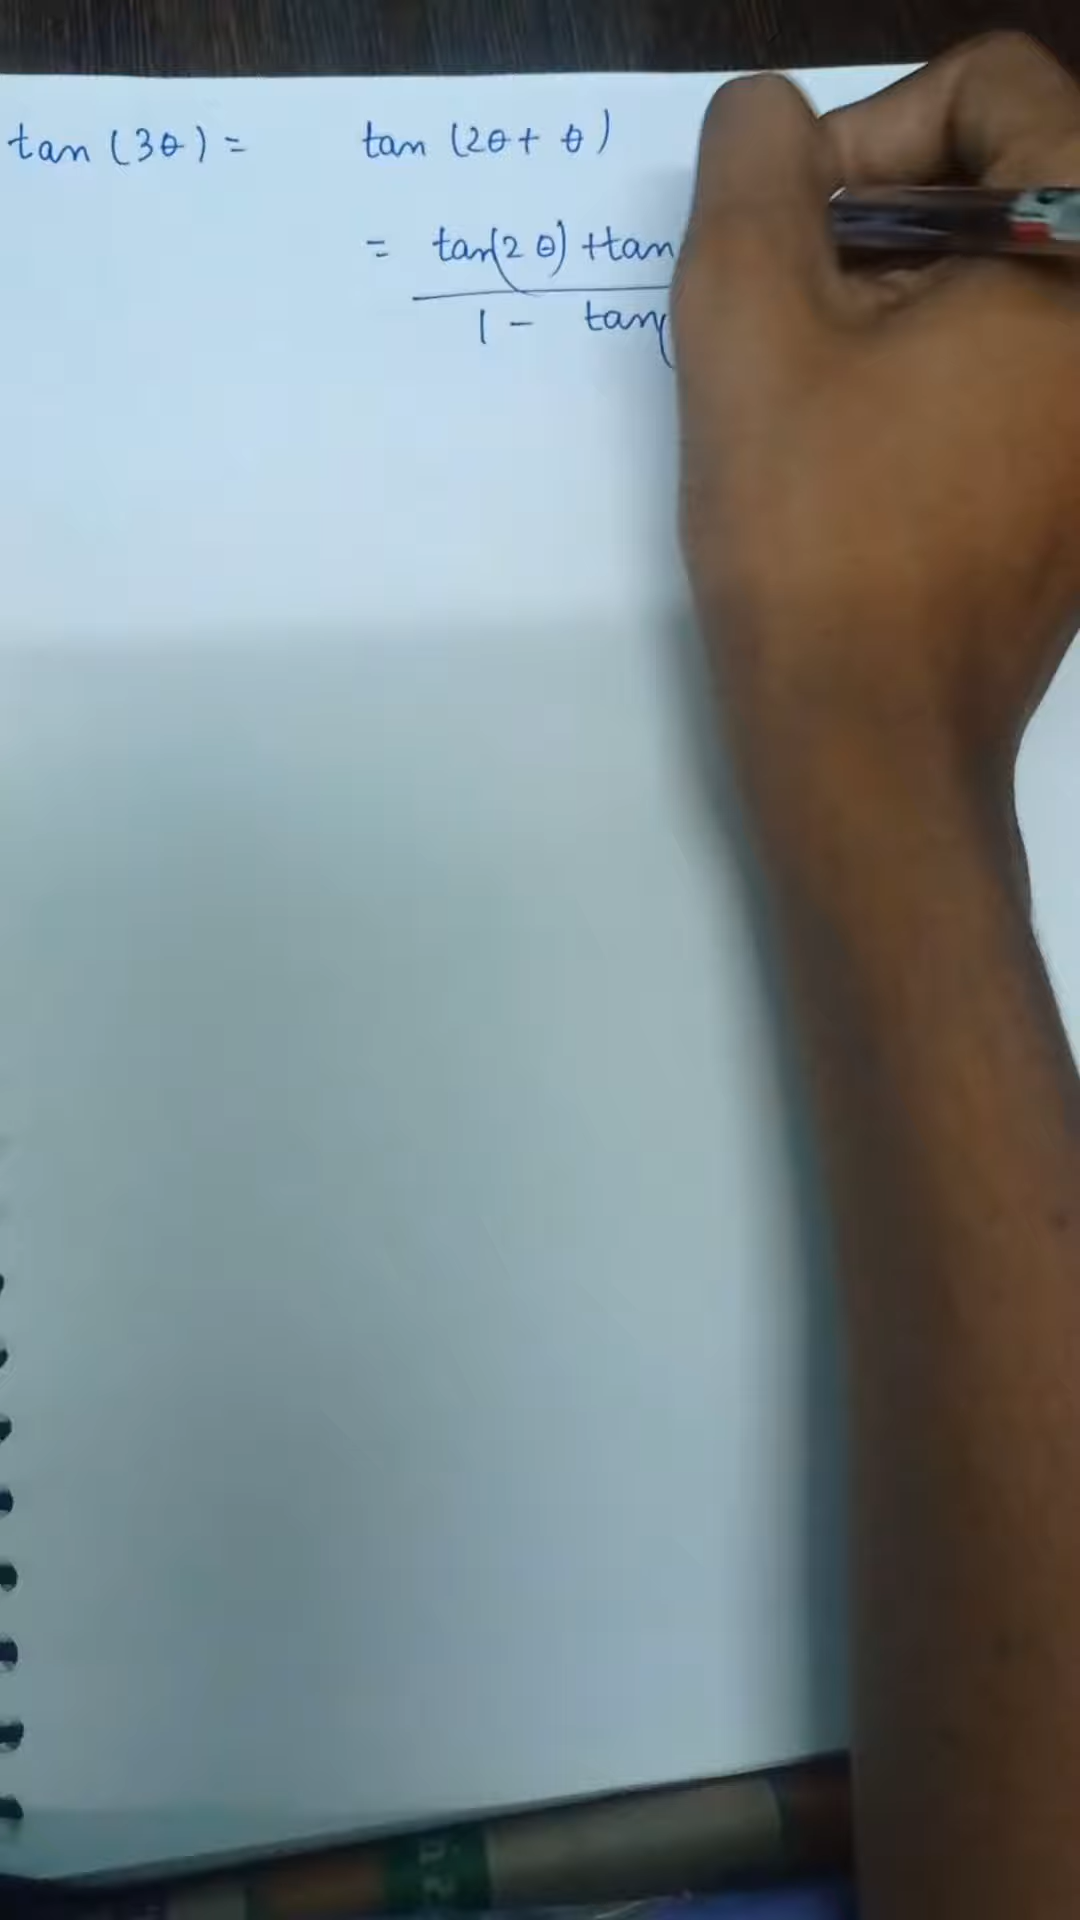 tan (3θ) = tan (2θ + θ)
= tan(2θ) + tan
1 - tan(